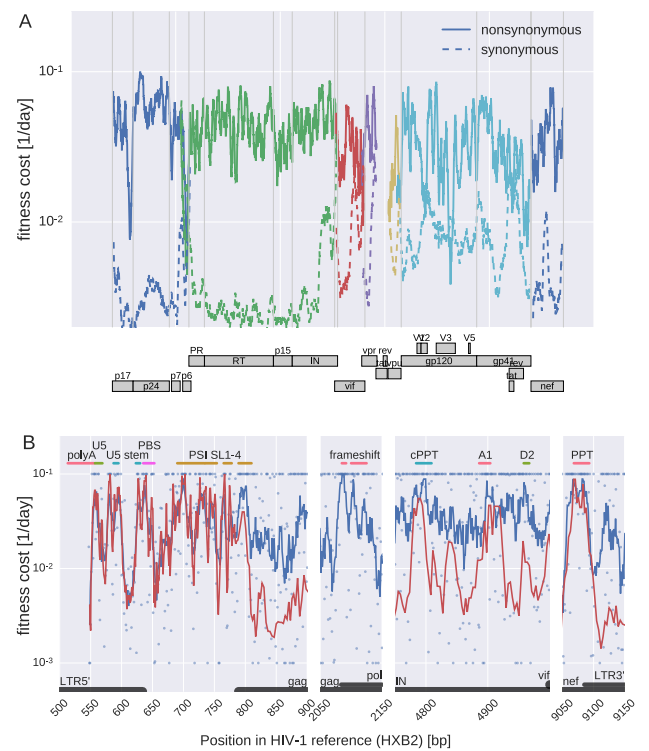 A
nonsynonymous
synonymous
fitness cost [1/day]
10⁻¹
10⁻²
PR p15 vpr rev V1 V2 V3 V5
RT IN tat vpu gp120 gp41 rev
p17 p24 p7 p6 vif tat nef
B
U5 PBS
polyA U5 stem PSI SL1-4 frameshift cPPT A1 D2 PPT
fitness cost [1/day]
10⁻¹
10⁻²
10⁻³
LTR5' gag gag pol IN vif nef LTR3'
500 550 600 650 700 750 800 850 900 2050 2150 4800 4900 9050 9100 9150
Position in HIV-1 reference (HXB2) [bp]